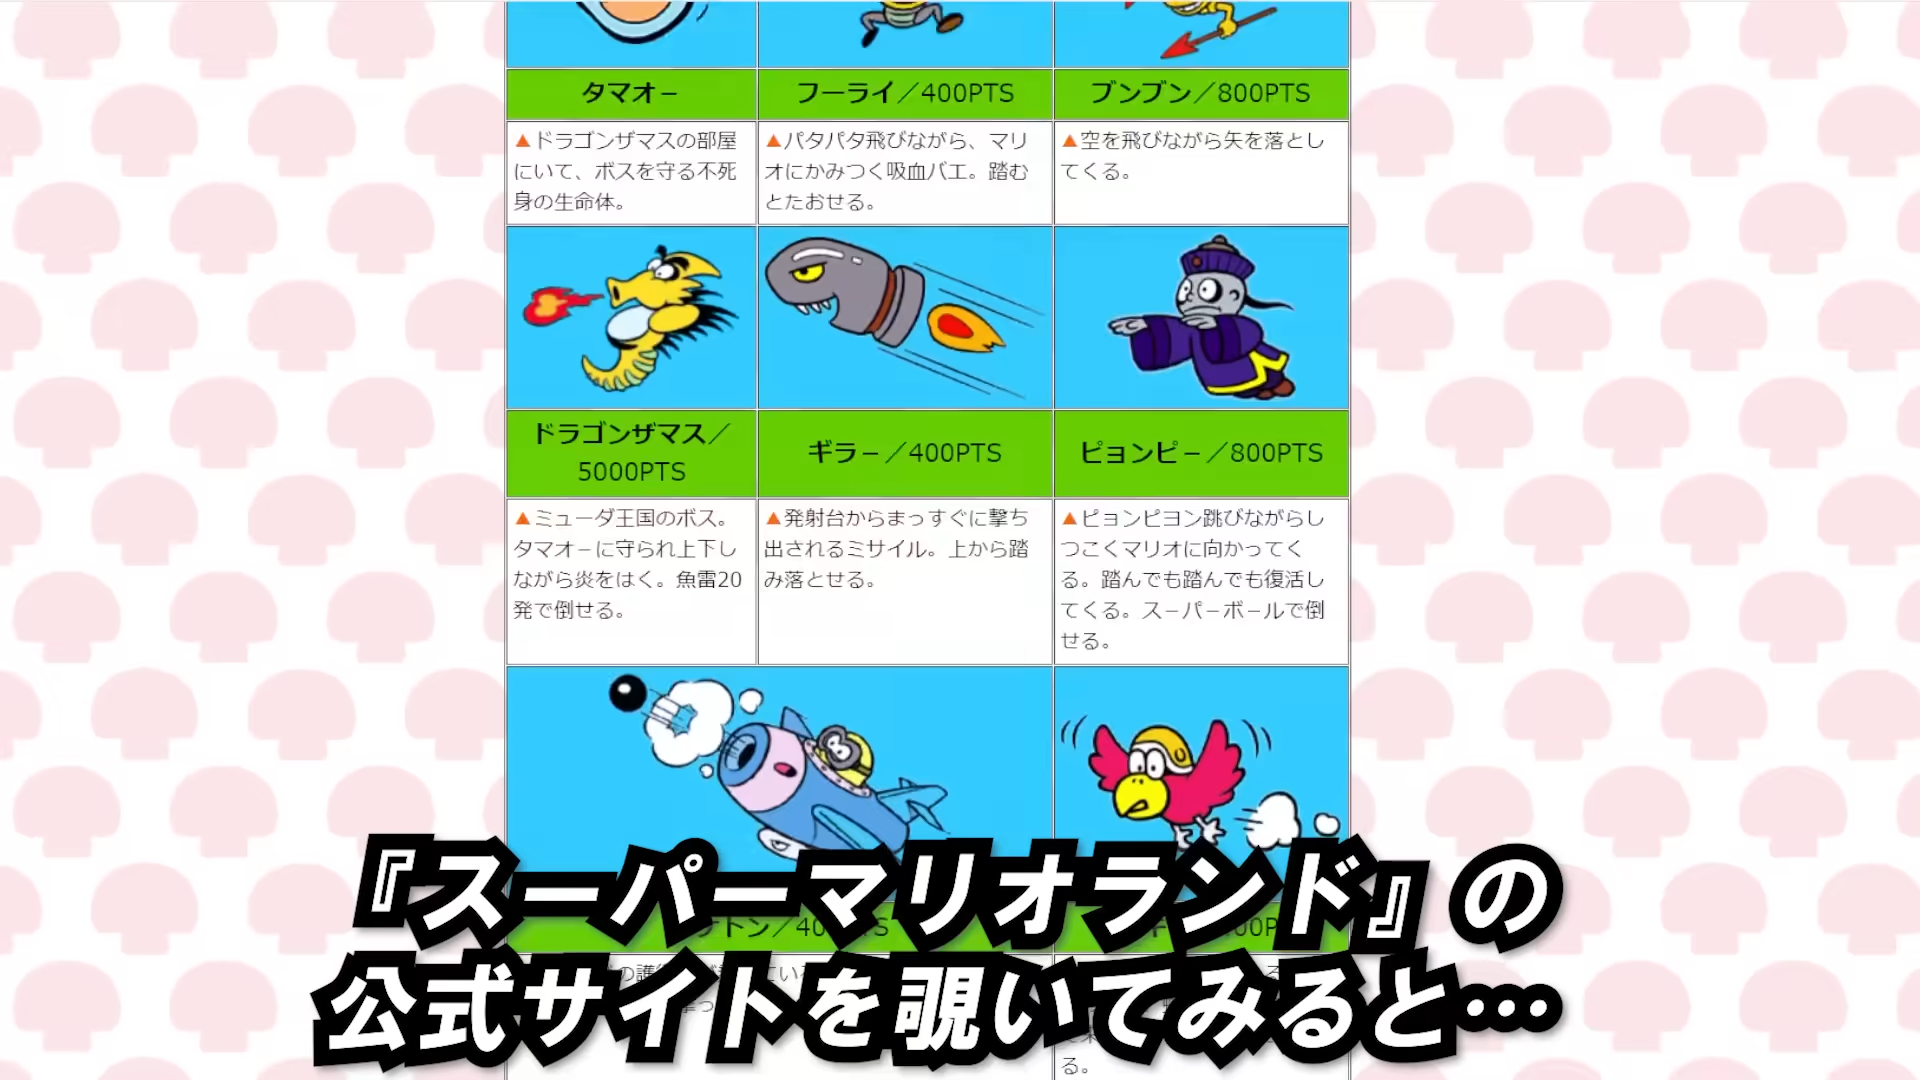 タマオー
フーライ／400PTS
ブンブン／800PTS
▲ドラゴンザマスの部屋
にいて、ボスを守る不死
身の生命体。
▲パタパタ飛びながら、マリ
オにかみつく吸血バエ。踏む
とたおせる。
▲空を飛びながら矢を落とし
てくる。
ドラゴンザマス／
5000PTS
ギラー／400PTS
ピョンピー／800PTS
▲ミューダ王国のボス。
タマオーに守られ上下し
ながら炎をはく。魚雷20
発で倒せる。
▲発射台からまっすぐに撃ち
出されるミサイル。上から踏
み落とせる。
▲ピョンピヨン跳びながらし
つこくマリオに向かってく
る。踏んでも踏んでも復活し
てくる。スーパーボールで倒
せる。
『スーパーマリオランド』の
公式サイトを覗いてみると…
る。